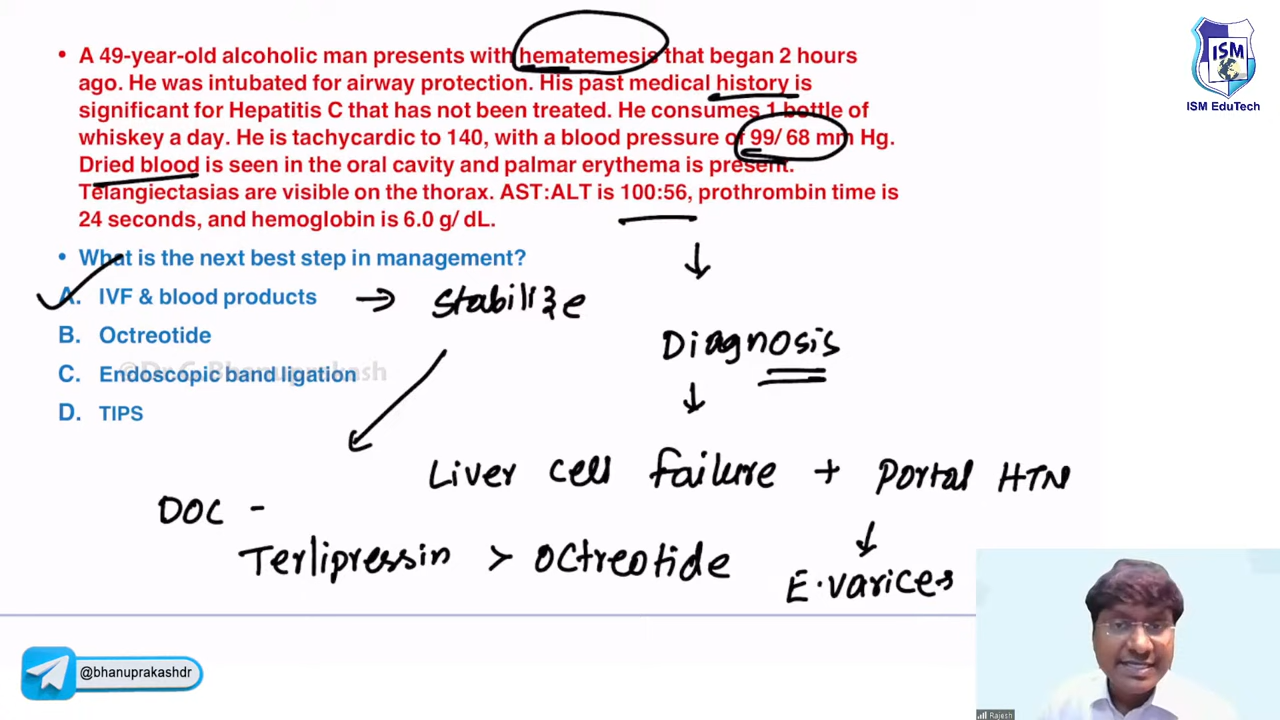 • A 49-year-old alcoholic man presents with hematemesis that began 2 hours
ago. He was intubated for airway protection. His past medical history is
significant for Hepatitis C that has not been treated. He consumes 1 bottle of
whiskey a day. He is tachycardic to 140, with a blood pressure of 99/ 68 mm Hg.
Dried blood is seen in the oral cavity and palmar erythema is present.
Telangiectasias are visible on the thorax. AST:ALT is 100:56, prothrombin time is
24 seconds, and hemoglobin is 6.0 g/ dL.
• What is the next best step in management?
A. IVF & blood products → Stabilize
B. Octreotide
Diagnosis
@Dr.G.Bhanuprakash
C. Endoscopic band ligation
D. TIPS
Liver cell failure + Portal HTN
DOC -
Terlipressin > Octreotide
E.varices
ISM
ISM EduTech
@bhanuprakashdr
Rajesh